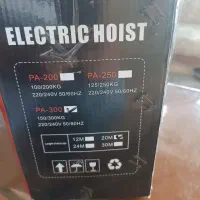 ELECTRIC HOIST
PA-200 PA-250
100/200KG 125/250KG
220/240V 50/60HZ 220/240V 50/60HZ
PA-300
150/300KG
220/240V 50/60HZ
12M 20M
24M 30M